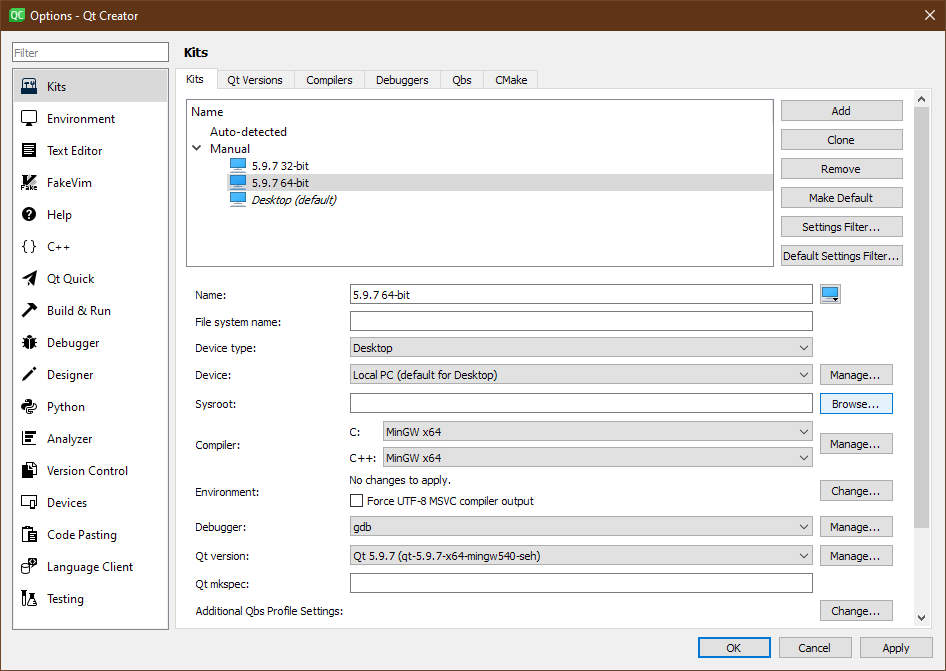 QC Options - Qt Creator
Filter
Kits
Environment
Text Editor
Fake FakeVim
? Help
{} C++
Qt Quick
Build & Run
Debugger
Designer
Python
Analyzer
Version Control
Devices
Code Pasting
Language Client
Testing
Kits
Kits Qt Versions Compilers Debuggers Qbs CMake
Name
Auto-detected
Manual
5.9.7 32-bit
5.9.7 64-bit
Desktop (default)
Add
Clone
Remove
Make Default
Settings Filter...
Default Settings Filter...
Name: 5.9.7 64-bit
File system name:
Device type: Desktop
Device: Local PC (default for Desktop) Manage...
Sysroot: Browse...
Compiler: C: MinGW x64
C++: MinGW x64 Manage...
Environment: No changes to apply.
Force UTF-8 MSVC compiler output Change...
Debugger: gdb Manage...
Qt version: Qt 5.9.7 (qt-5.9.7-x64-mingw540-seh) Manage...
Qt mkspec:
Additional Qbs Profile Settings: Change...
OK Cancel Apply